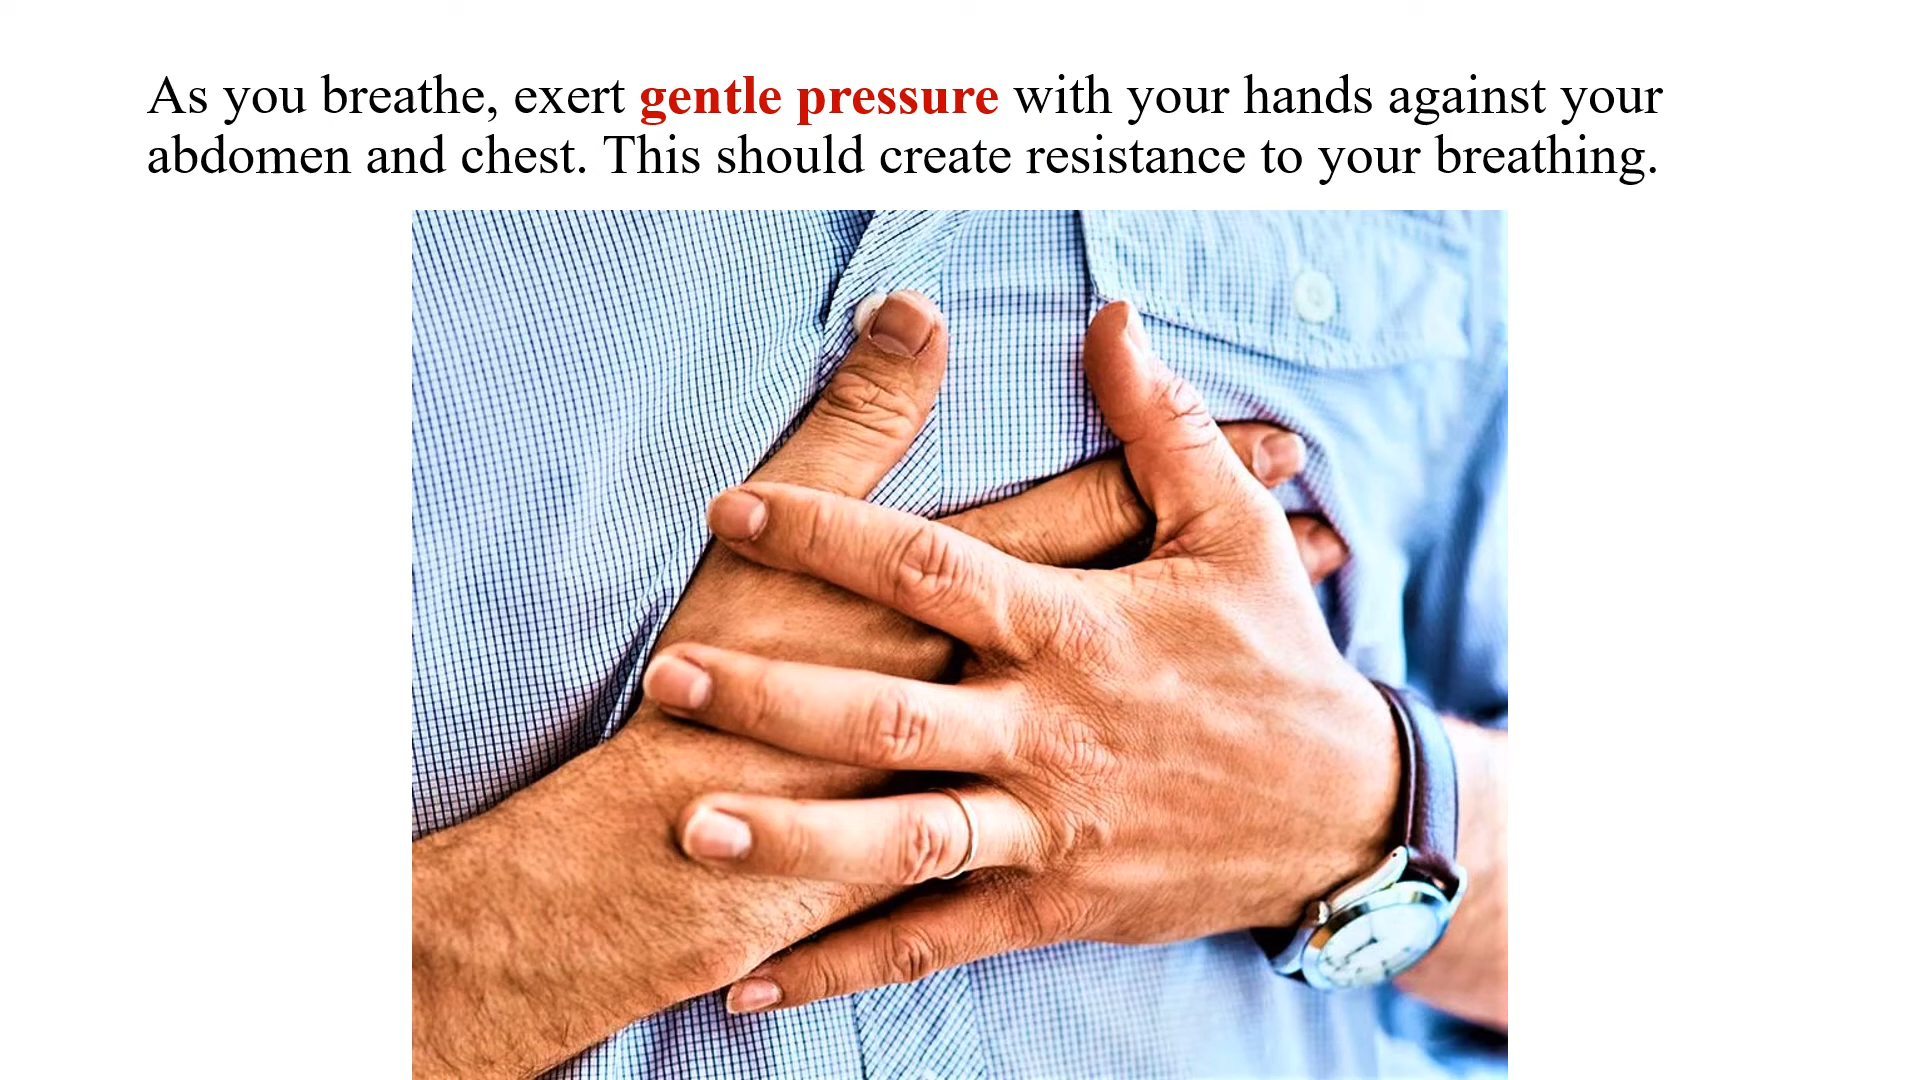 As you breathe, exert gentle pressure with your hands against your
abdomen and chest. This should create resistance to your breathing.